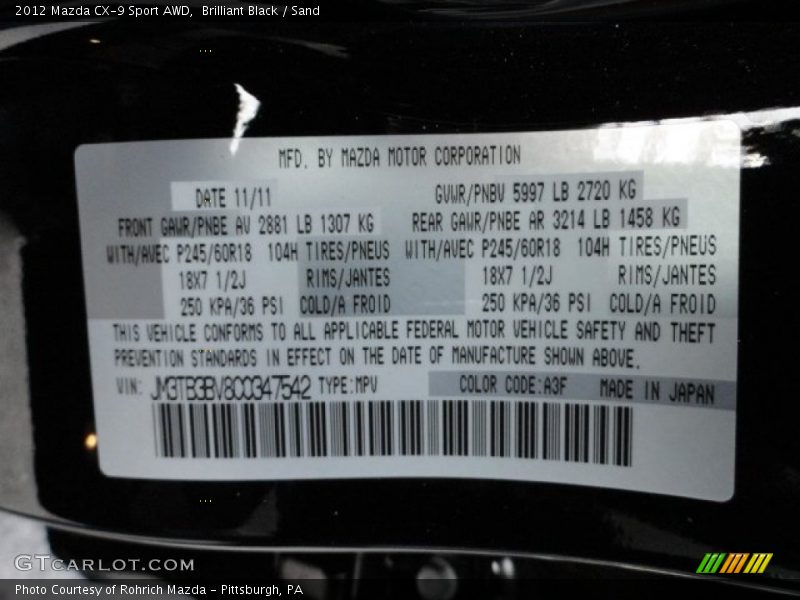 2012 Mazda CX-9 Sport AWD,  Brilliant Black / Sand
MFD. BY MAZDA MOTOR CORPORATION
DATE 11/11 GVWR/PNBV 5997 LB 2720 KG
FRONT GAWR/PNBE AV 2881 LB 1307 KG REAR GAWR/PNBE AR 3214 LB 1458 KG
WITH/AVEC P245/60R18 104H TIRES/PNEUS WITH/AVEC P245/60R18 104H TIRES/PNEUS
18X7 1/2J RIMS/JANTES 18X7 1/2J RIMS/JANTES
250 KPA/36 PSI COLD/A FROID 250 KPA/36 PSI COLD/A FROID
THIS VEHICLE CONFORMS TO ALL APPLICABLE FEDERAL MOTOR VEHICLE SAFETY AND THEFT
PREVENTION STANDARDS IN EFFECT ON THE DATE OF MANUFACTURE SHOWN ABOVE.
VIN: JM3TB3BV8C0347542 TYPE:MPV COLOR CODE:A3F MADE IN JAPAN
GTCARLOT.COM
Photo Courtesy of Rohrich Mazda - Pittsburgh, PA